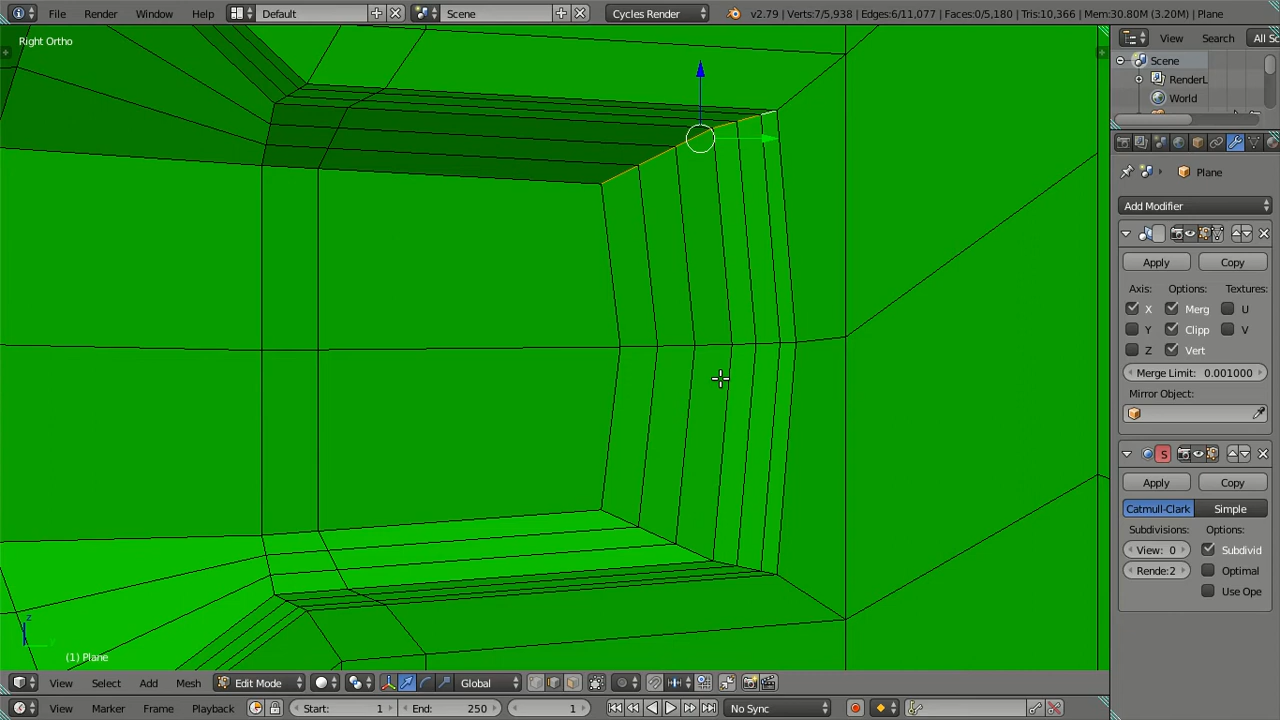 File Render Window Help Default Scene Cycles Render v2.79 | Verts:7/5,938 | Edges:6/11,077 | Faces:0/5,180 | Tris:10,366 | Mem:30.80M (3.20M) | Plane
Right Ortho
View Search All Sc
Scene
RenderL
World
Plane
Add Modifier
Apply Copy
Axis: Options: Textures:
X Merg U
Y Clipp V
Z Vert
Merge Limit: 0.001000
Mirror Object:
S
Apply Copy
Catmull-Clark Simple
Subdivisions: Options:
View: 0 Subdivid
Rende:2 Optimal
Use Ope
z
(1) Plane
View Select Add Mesh Edit Mode Global
View Marker Frame Playback Start: 1 End: 250 1 No Sync